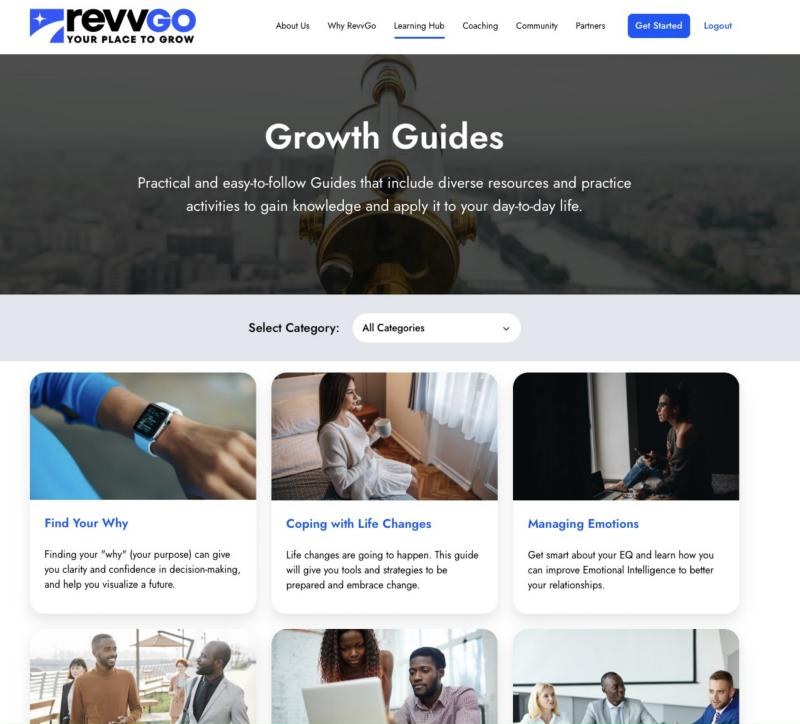 revvGO
YOUR PLACE TO GROW
About Us
Why RevvGo
Learning Hub
Coaching
Community
Partners
Get Started
Logout
Growth Guides
Practical and easy-to-follow Guides that include diverse resources and practice
activities to gain knowledge and apply it to your day-to-day life.
Select Category:
All Categories
Find Your Why
Finding your "why" (your purpose) can give
you clarity and confidence in decision-making,
and help you visualize a future.
Coping with Life Changes
Life changes are going to happen. This guide
will give you tools and strategies to be
prepared and embrace change.
Managing Emotions
Get smart about your EQ and learn how you
can improve Emotional Intelligence to better
your relationships.